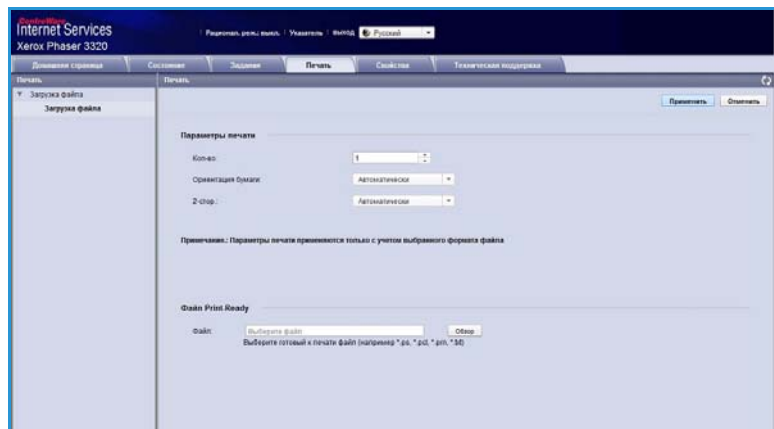 CentreWare
Internet Services
Xerox Phaser 3320
Рационал. реж.: выкл. Указатель выход Русский
Домашняя страница Состояние Задания Печать Свойства Техническая поддержка
Печать Печать
Загрузка файла
Загрузка файла
Применить Отменить
Параметры печати
Кол-во: 1
Ориентация бумаги: Автоматически
2-стор.: Автоматически
Примечание.: Параметры печати применяются только с учетом выбранного формата файла
Файл Print-Ready
Файл: Выберите файл Обзор
Выберите готовый к печати файл (например *.ps, *.pcl, *.prn, *.txt)